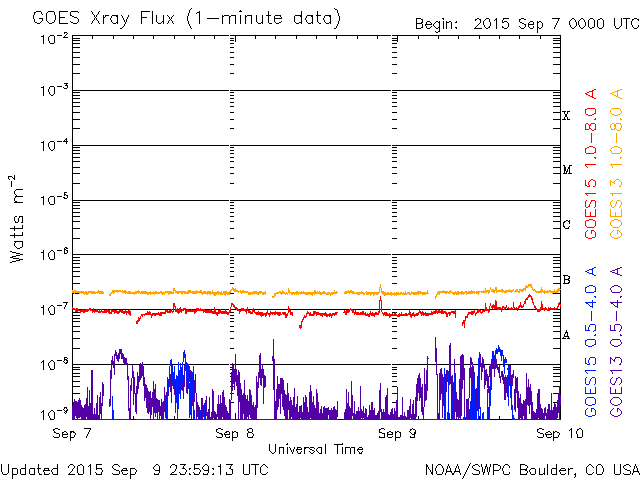 GOES Xray Flux (1-minute data)
Begin: 2015 Sep 7 0000 UTC
10⁻²
10⁻³
10⁻⁴
10⁻⁵
10⁻⁶
10⁻⁷
10⁻⁸
10⁻⁹
Watts m⁻²
X
M
C
B
A
GOES15 1.0-8.0 A
GOES13 1.0-8.0 A
GOES15 0.5-4.0 A
GOES13 0.5-4.0 A
Sep 7
Sep 8
Sep 9
Sep 10
Universal Time
Updated 2015 Sep 9 23:59:13 UTC
NOAA/SWPC Boulder, CO USA